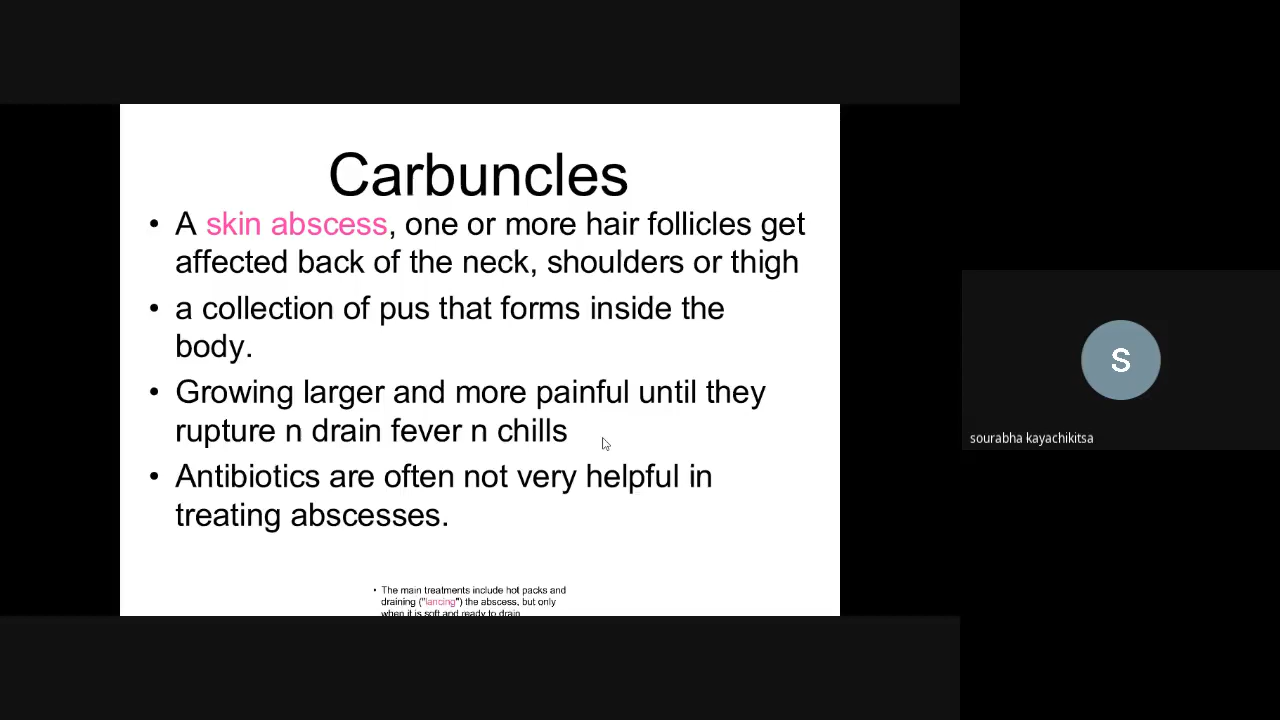 Carbuncles
• A skin abscess, one or more hair follicles get
affected back of the neck, shoulders or thigh
• a collection of pus that forms inside the
body.
• Growing larger and more painful until they
rupture n drain fever n chills
• Antibiotics are often not very helpful in
treating abscesses.
• The main treatments include hot packs and
draining ("lancing") the abscess, but only
when it is soft and ready to drain
S
sourabha kayachikitsa